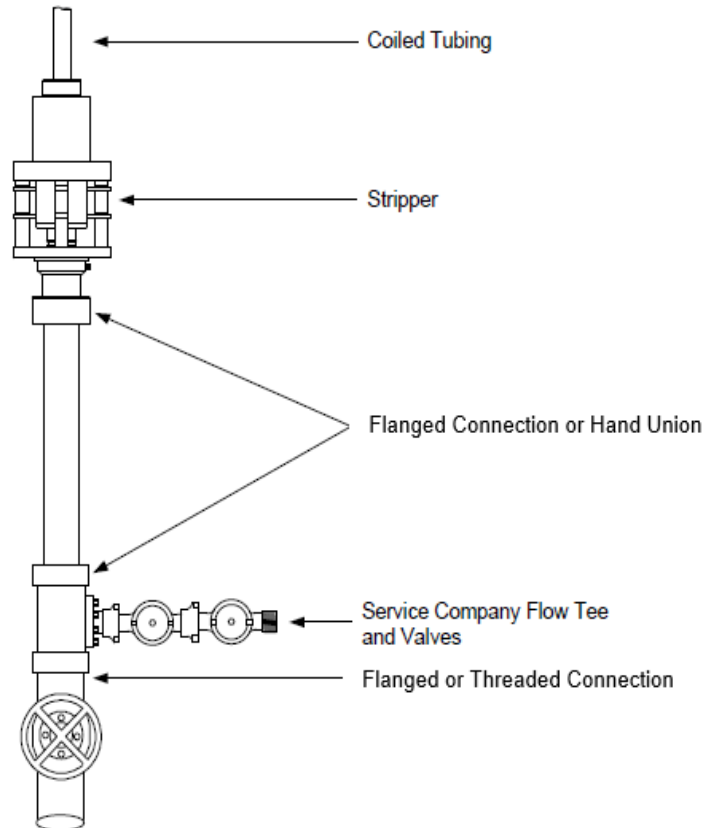 Coiled Tubing
Stripper
Flanged Connection or Hand Union
Service Company Flow Tee
and Valves
Flanged or Threaded Connection